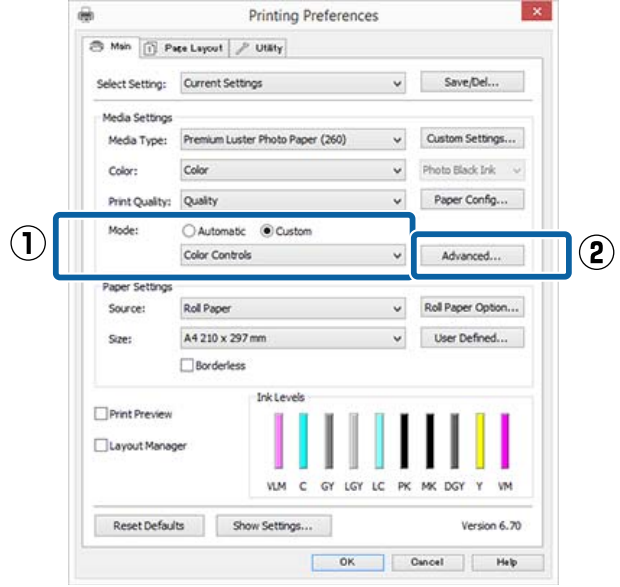 Printing Preferences
Main Page Layout Utility
Select Setting: Current Settings Save/Del...
Media Settings
Media Type: Premium Luster Photo Paper (260) Custom Settings...
Color: Color Photo Black Ink
Print Quality: Quality Paper Config...
① Mode: Automatic Custom
Color Controls Advanced... ②
Paper Settings
Source: Roll Paper Roll Paper Option...
Size: A4 210 x 297 mm User Defined...
Borderless
Ink Levels
Print Preview
Layout Manager
VLM C GY LGY LC PK MK DGY Y VM
Reset Defaults Show Settings... Version 6.70
OK Cancel Help